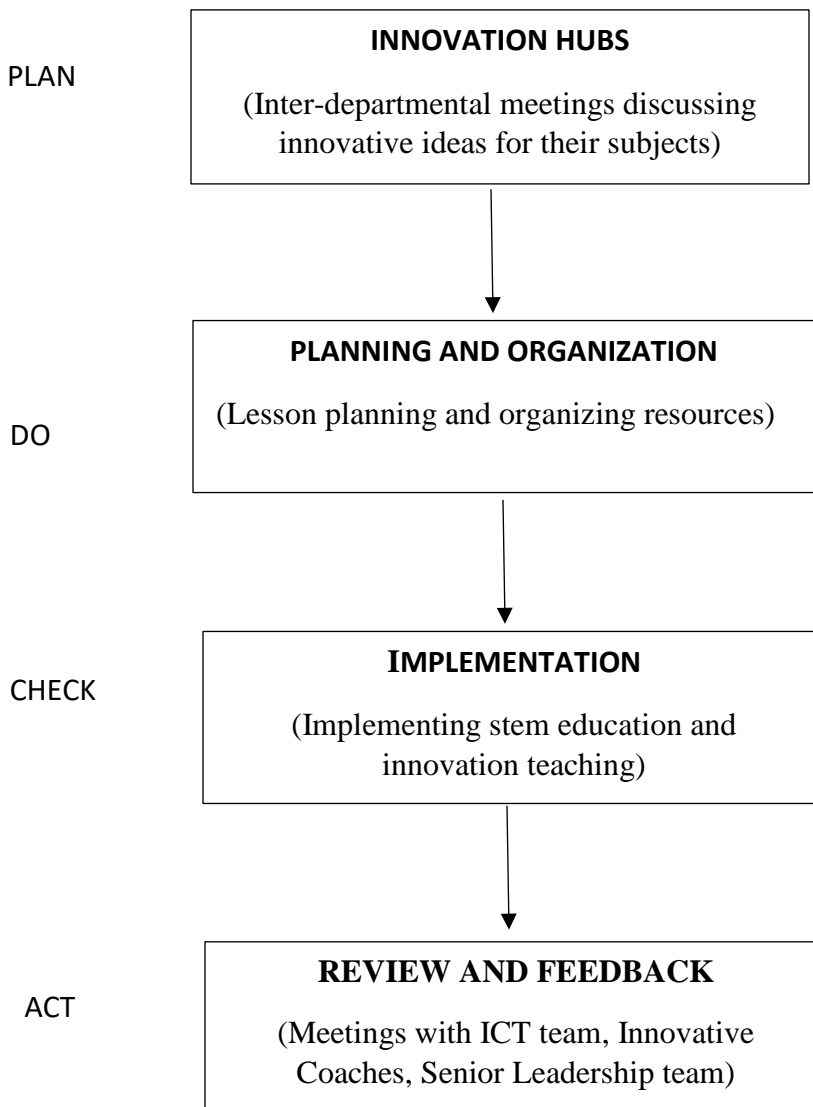 INNOVATION HUBS
PLAN
(Inter-departmental meetings discussing
innovative ideas for their subjects)
PLANNING AND ORGANIZATION
(Lesson planning and organizing resources)
DO
IMPLEMENTATION
CHECK
(Implementing stem education and
innovation teaching)
REVIEW AND FEEDBACK
ACT
(Meetings with ICT team, Innovative
Coaches, Senior Leadership team)